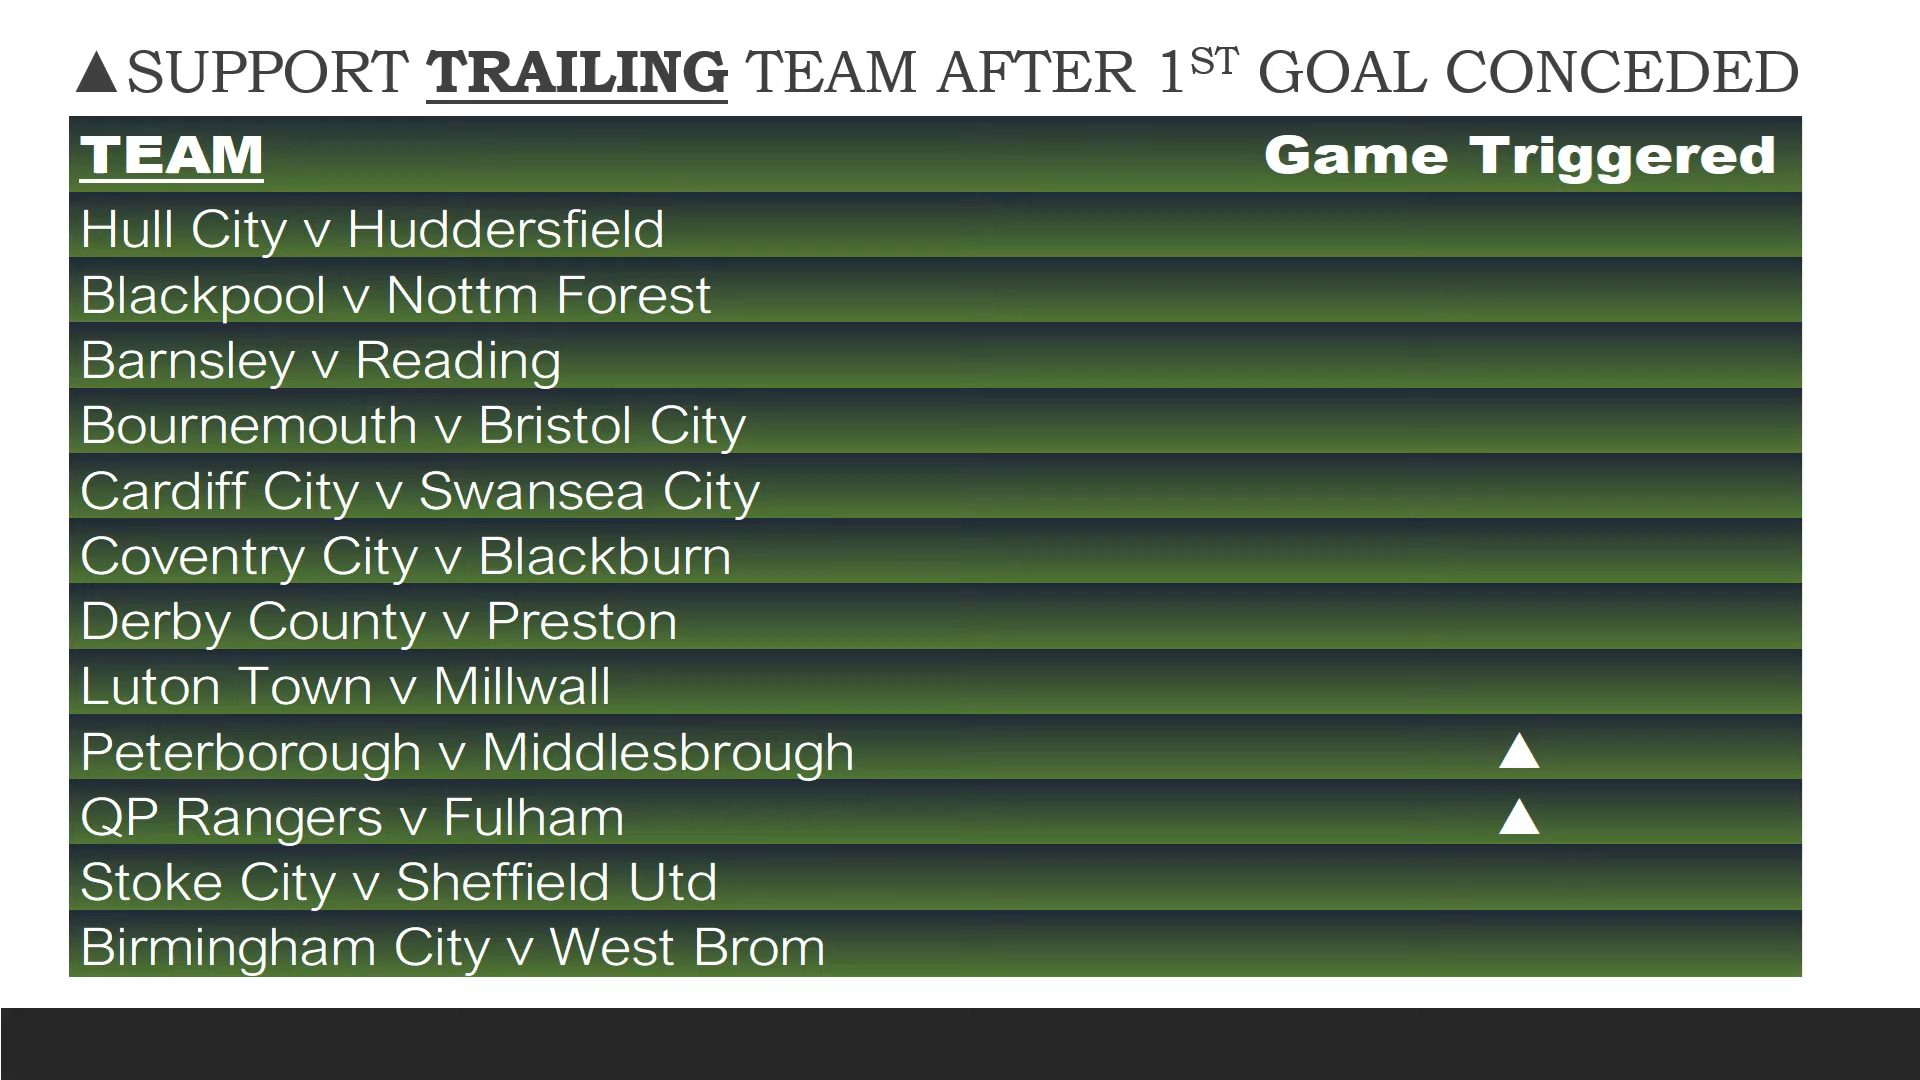 ▲SUPPORT TRAILING TEAM AFTER 1ST GOAL CONCEDED
TEAM Game Triggered
Hull City v Huddersfield
Blackpool v Nottm Forest
Barnsley v Reading
Bournemouth v Bristol City
Cardiff City v Swansea City
Coventry City v Blackburn
Derby County v Preston
Luton Town v Millwall
Peterborough v Middlesbrough ▲
QP Rangers v Fulham ▲
Stoke City v Sheffield Utd
Birmingham City v West Brom